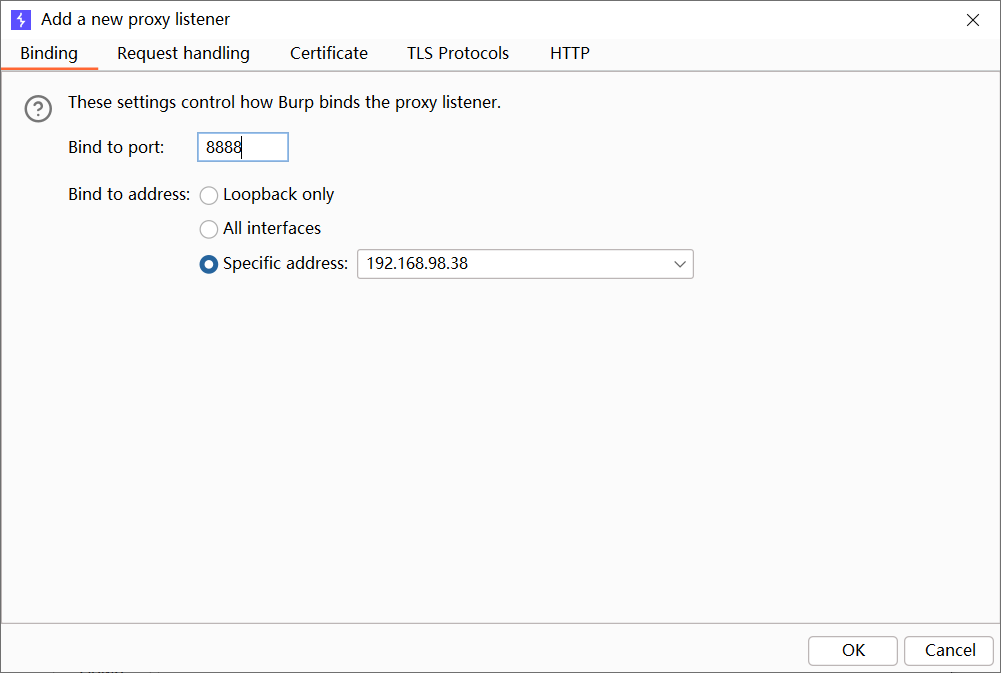 Add a new proxy listener
Binding Request handling Certificate TLS Protocols HTTP
These settings control how Burp binds the proxy listener.
Bind to port: 8888
Bind to address: Loopback only
All interfaces
Specific address: 192.168.98.38
OK Cancel